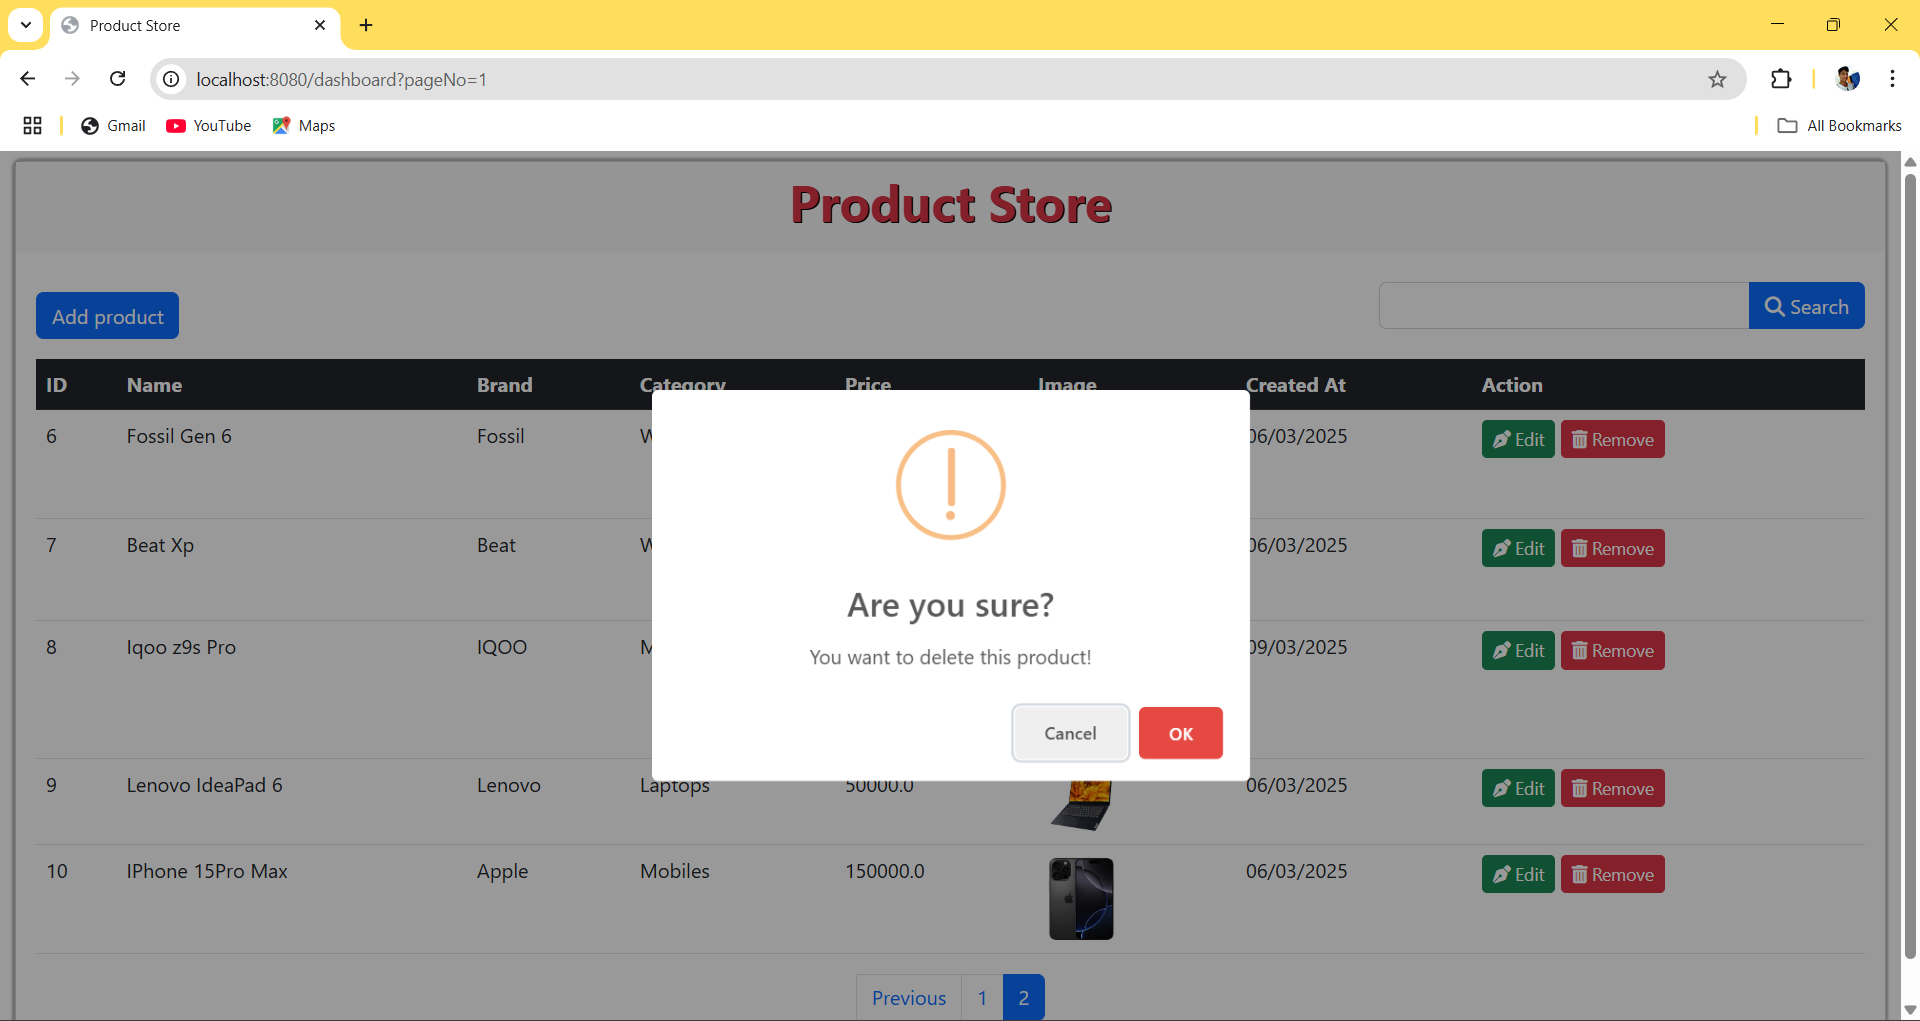 Product Store
localhost:8080/dashboard?pageNo=1
Gmail YouTube Maps All Bookmarks
Product Store
Add product Search
ID Name Brand Category Price Image Created At Action
6 Fossil Gen 6 Fossil 06/03/2025 Edit Remove
7 Beat Xp Beat 06/03/2025 Edit Remove
8 Iqoo z9s Pro IQOO 09/03/2025 Edit Remove
Are you sure?
You want to delete this product!
Cancel OK
9 Lenovo IdeaPad 6 Lenovo Laptops 50000.0 06/03/2025 Edit Remove
10 IPhone 15Pro Max Apple Mobiles 150000.0 06/03/2025 Edit Remove
Previous 1 2